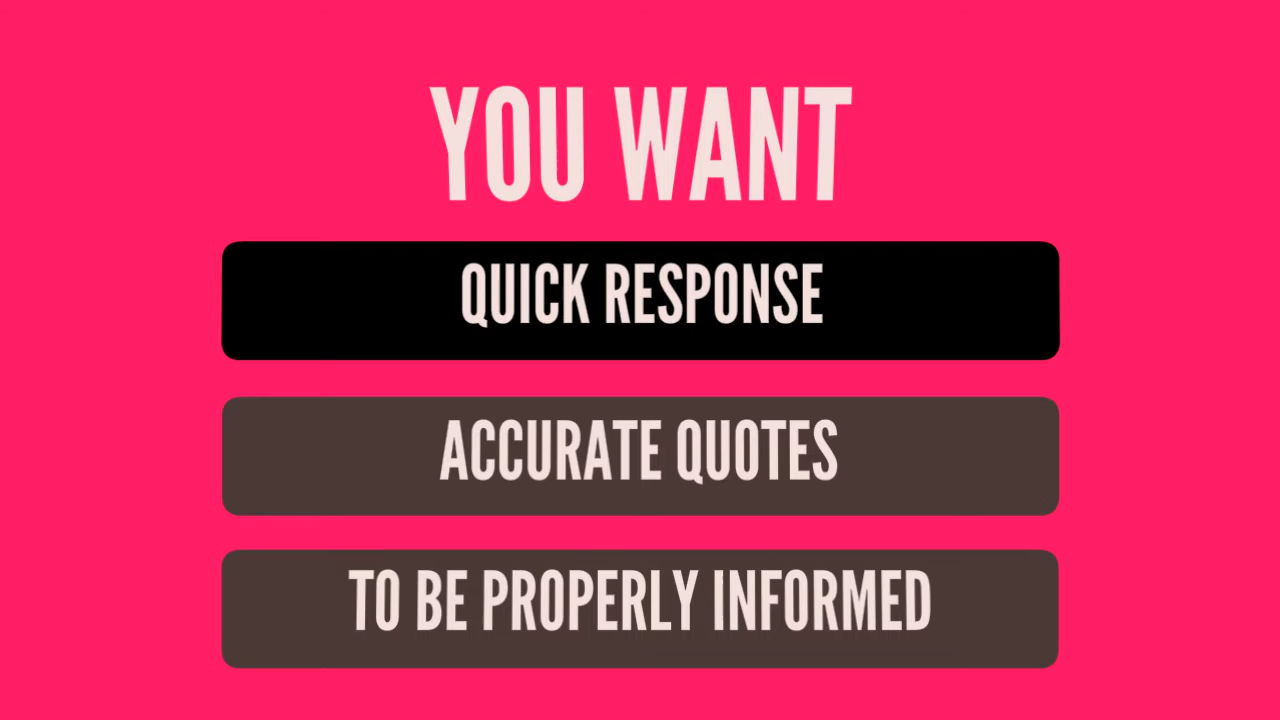 YOU WANT
QUICK RESPONSE
ACCURATE QUOTES
TO BE PROPERLY INFORMED